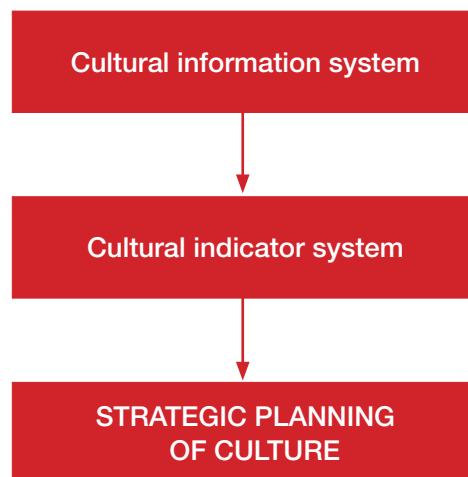 Cultural information system
Cultural indicator system
STRATEGIC PLANNING
OF CULTURE